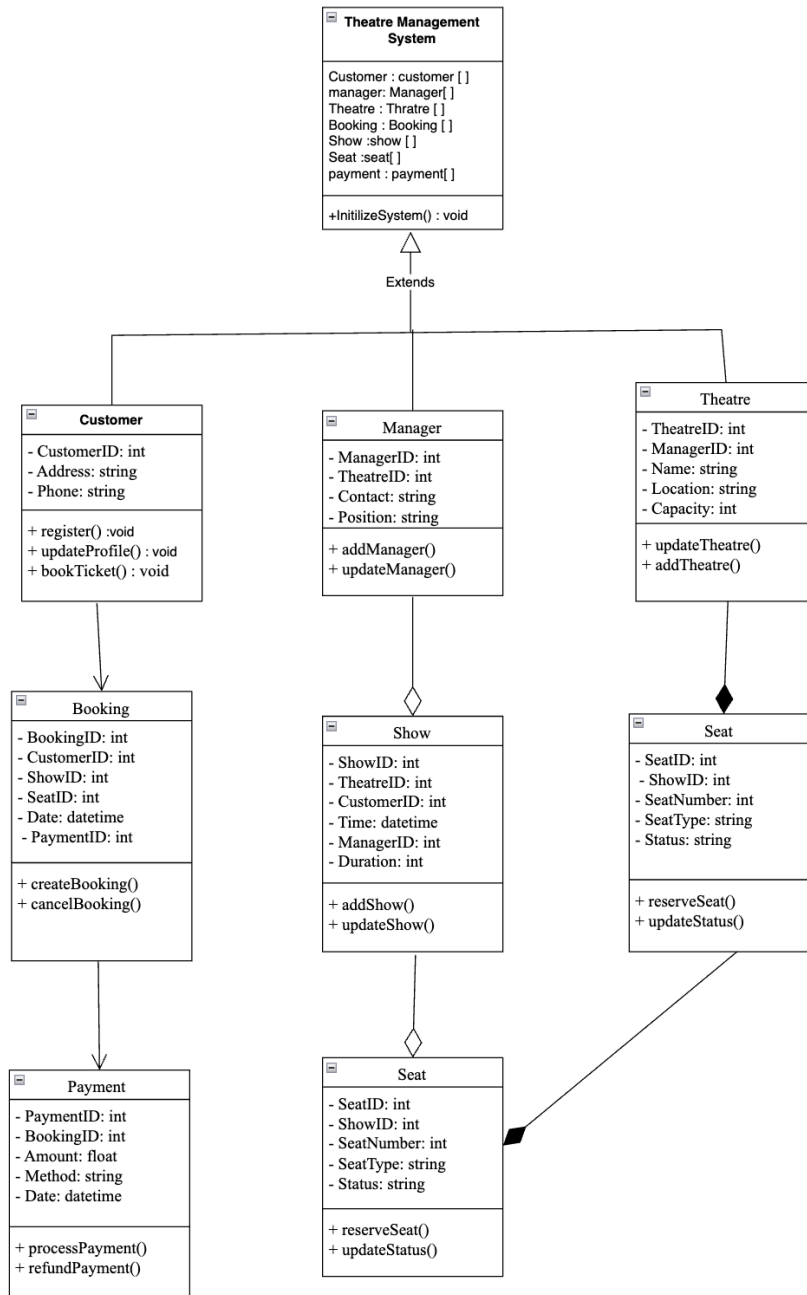 Theatre Management
System
Customer : customer [ ]
manager: Manager[ ]
Theatre : Thratre [ ]
Booking : Booking [ ]
Show :show [ ]
Seat :seat[ ]
payment : payment[ ]
+InitilizeSystem() : void
Extends
Customer
- CustomerID: int
- Address: string
- Phone: string
+ register() :void
+ updateProfile() : void
+ bookTicket() : void
Manager
- ManagerID: int
- TheatreID: int
- Contact: string
- Position: string
+ addManager()
+ updateManager()
Theatre
- TheatreID: int
- ManagerID: int
- Name: string
- Location: string
- Capacity: int
+ updateTheatre()
+ addTheatre()
Booking
- BookingID: int
- CustomerID: int
- ShowID: int
- SeatID: int
- Date: datetime
- PaymentID: int
+ createBooking()
+ cancelBooking()
Show
- ShowID: int
- TheatreID: int
- CustomerID: int
- Time: datetime
- ManagerID: int
- Duration: int
+ addShow()
+ updateShow()
Seat
- SeatID: int
- ShowID: int
- SeatNumber: int
- SeatType: string
- Status: string
+ reserveSeat()
+ updateStatus()
Payment
- PaymentID: int
- BookingID: int
- Amount: float
- Method: string
- Date: datetime
+ processPayment()
+ refundPayment()
Seat
- SeatID: int
- ShowID: int
- SeatNumber: int
- SeatType: string
- Status: string
+ reserveSeat()
+ updateStatus()